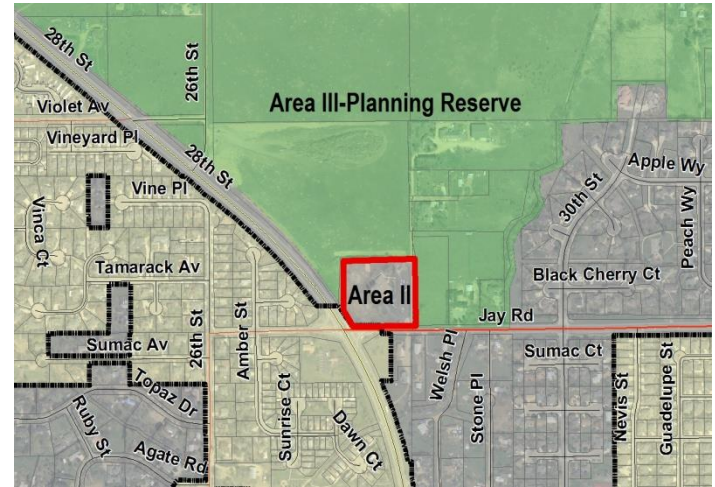 28th St
26th St
Area III-Planning Reserve
Violet Av
Vineyard Pl
28th St
Apple Wy
Vine Pl
30th St
Peach Wy
Vinca Ct
Tamarack Av
Black Cherry Ct
Area II
Jay Rd
Amber St
Sumac Av
26th St
Welsh Pl
Sumac Ct
Topaz Dr
Sunrise Ct
Stone Pl
Nevis St
Guadelupe St
Ruby St
Dawn Ct
Agate Rd